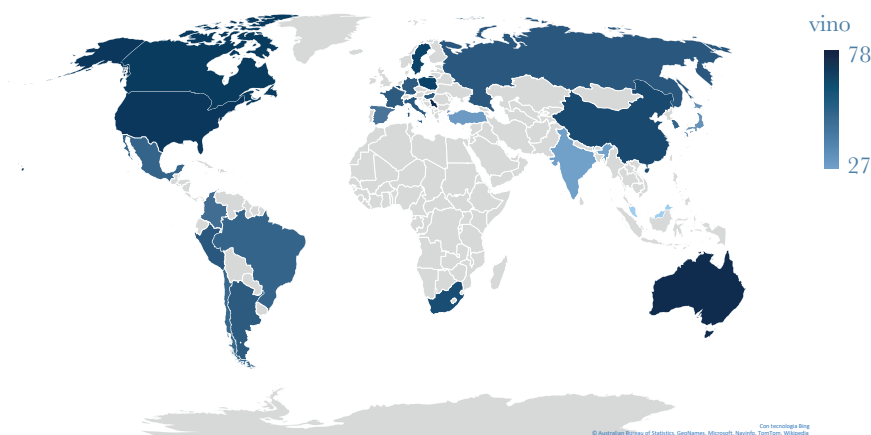 vino
78
27
Con tecnologia Bing
© Australian Bureau of Statistics, GeoNames, Microsoft, Navinfo, TomTom, Wikipedia